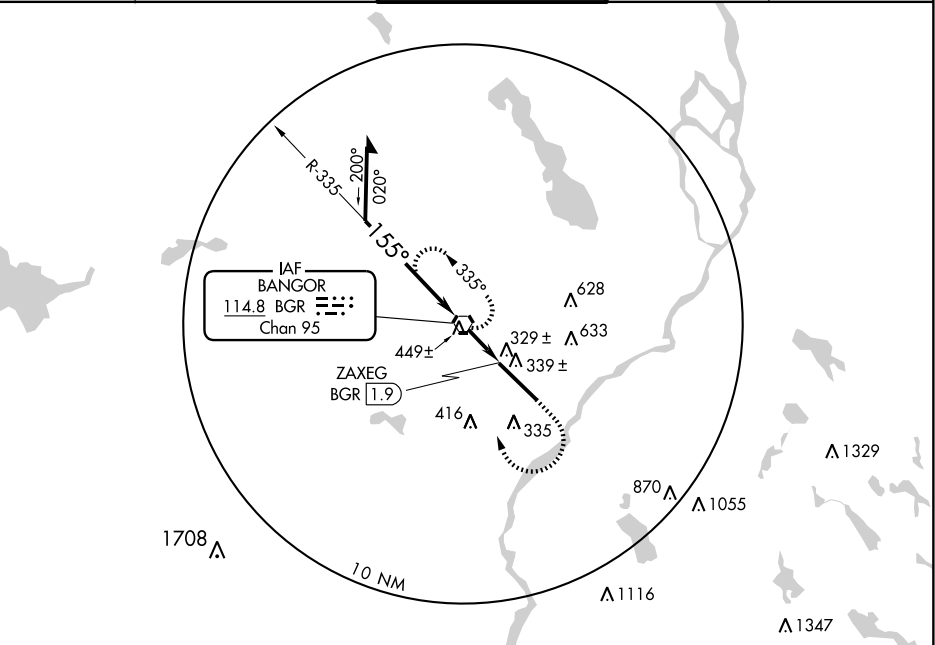 R-335
200°
020°
155°
335°
IAF
BANGOR
114.8 BGR
Chan 95
628
633
329 ±
339 ±
449±
ZAXEG
BGR 1.9
416
335
1329
870
1055
1708
10 NM
1116
1347